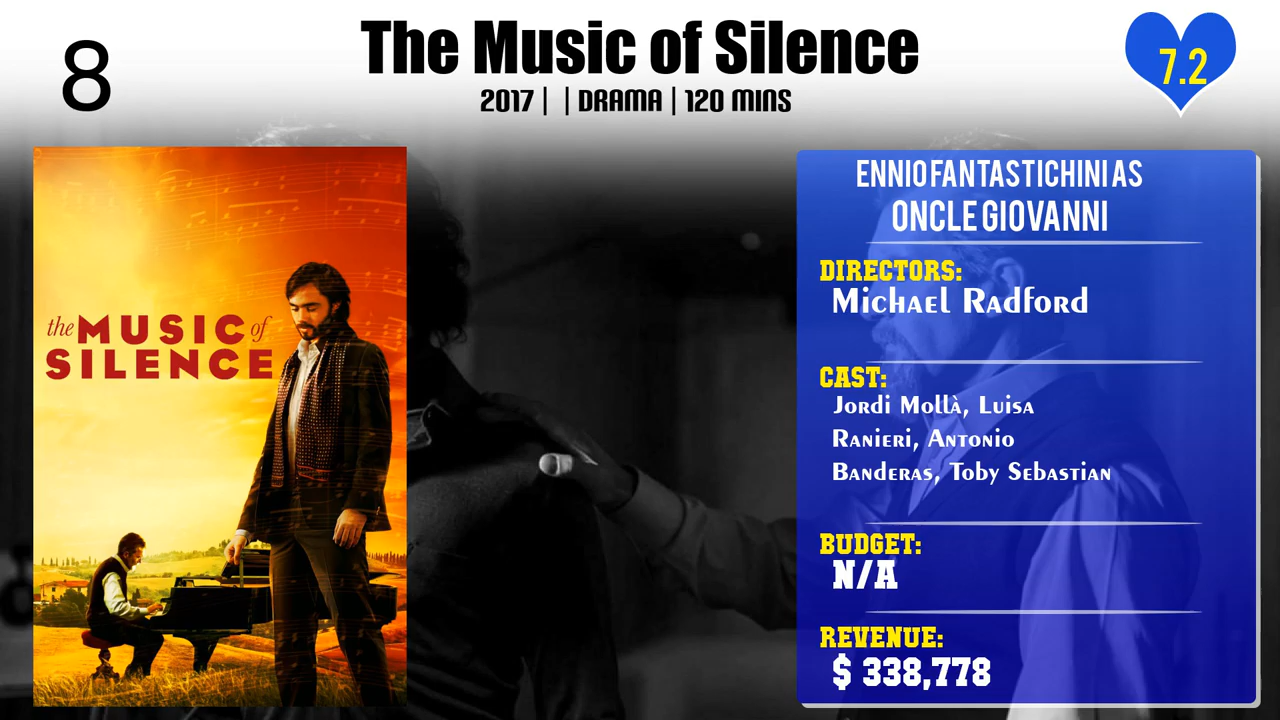 8
The Music of Silence
2017 | | DRAMA | 120 MINS
7.2
the MUSIC of
SILENCE
ENNIO FANTASTICHINI AS
ONCLE GIOVANNI
DIRECTORS:
Michael Radford
CAST:
Jordi Mollà, Luisa
Ranieri, Antonio
Banderas, Toby Sebastian
BUDGET:
N/A
REVENUE:
$ 338,778